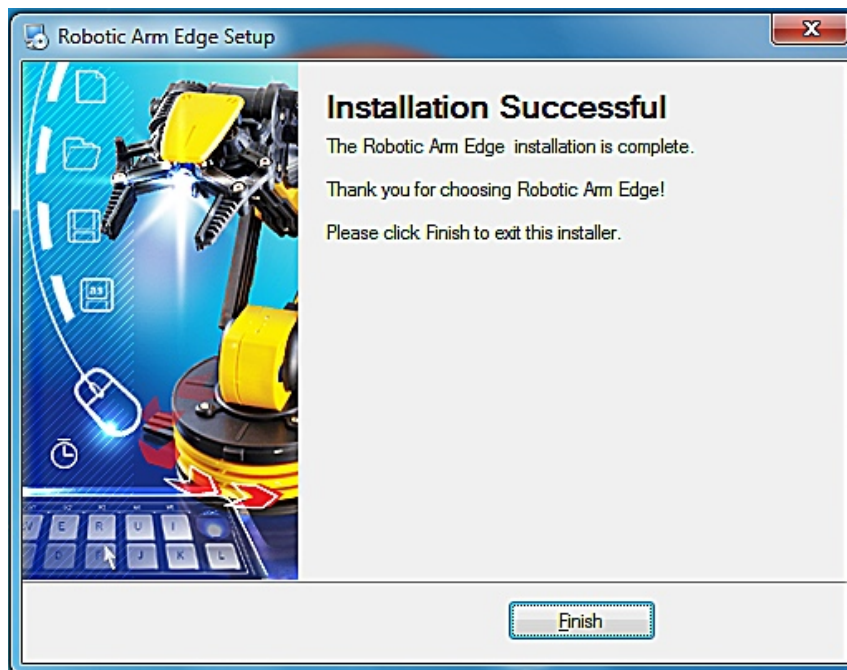 Robotic Arm Edge Setup
Installation Successful
The Robotic Arm Edge installation is complete.
Thank you for choosing Robotic Arm Edge!
Please click Finish to exit this installer.
as
E R U I
D F J K L
Finish